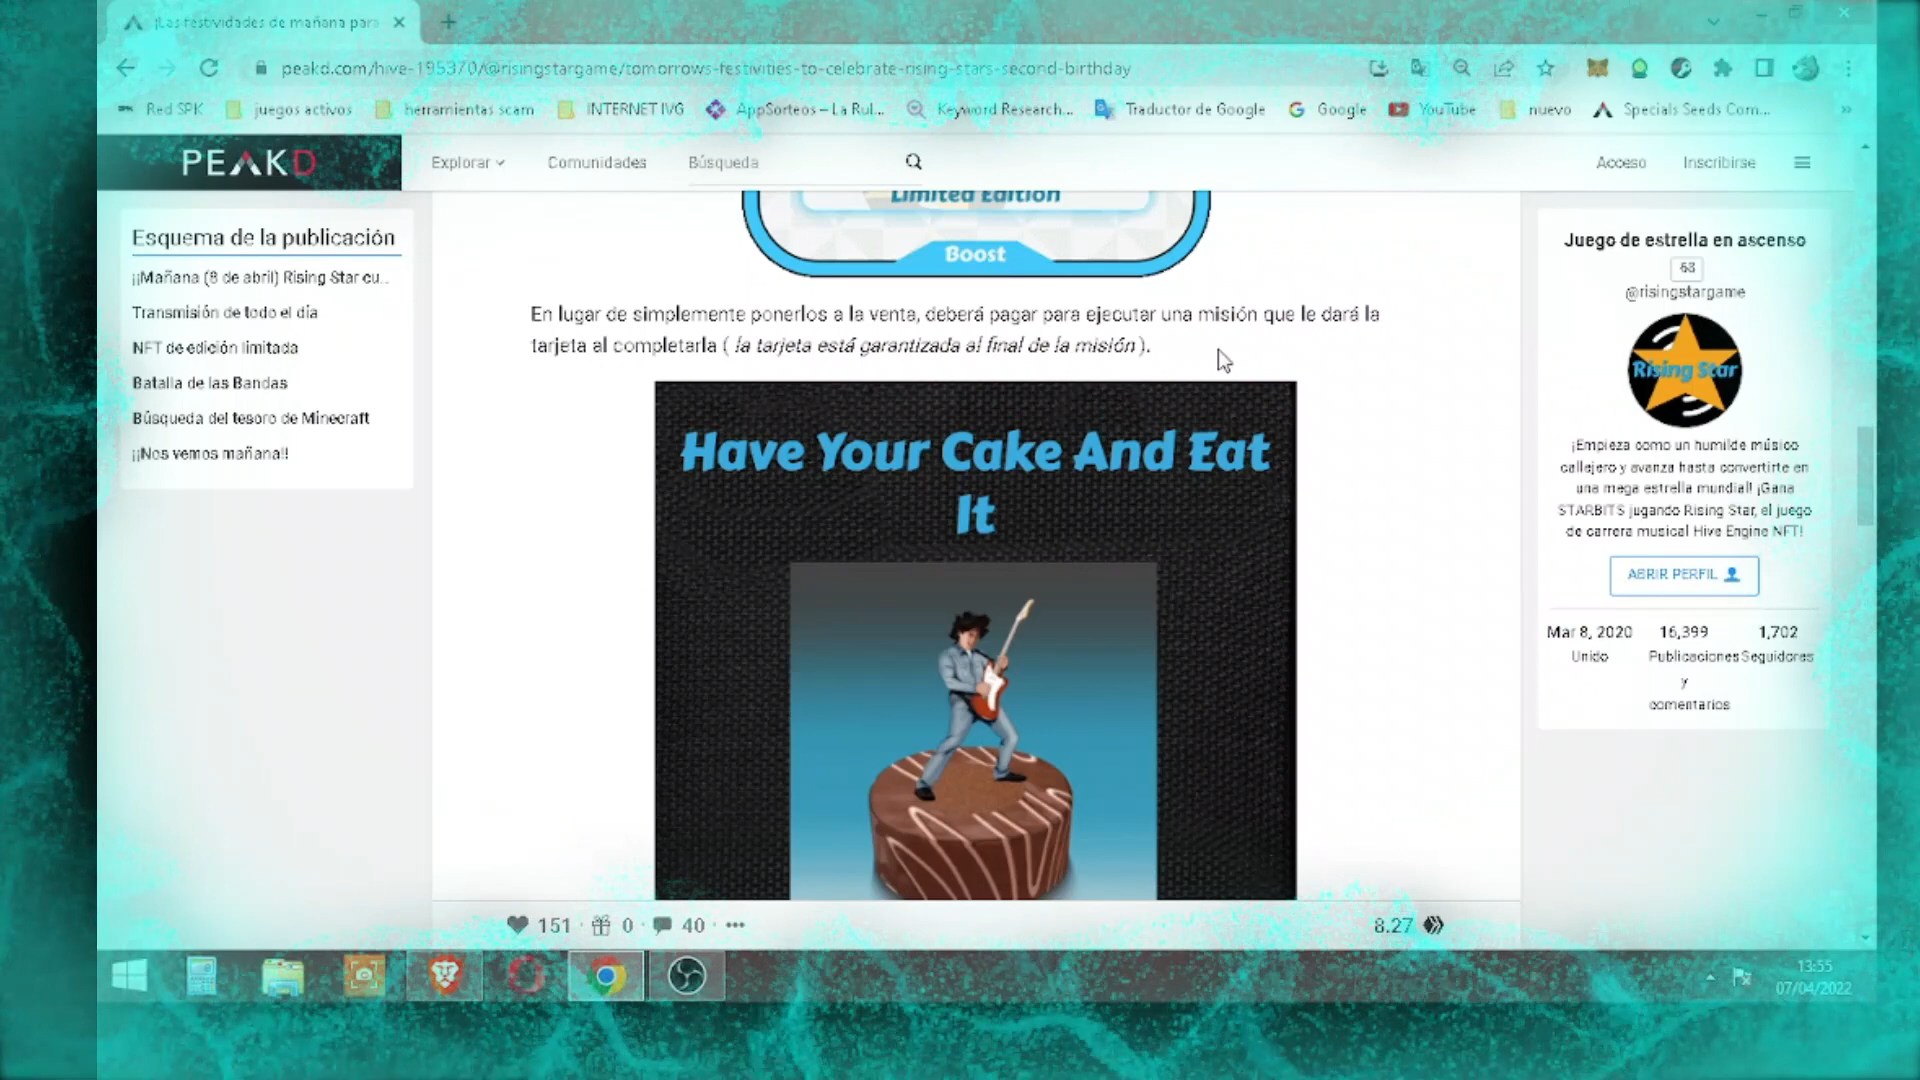 ¡Las festividades de mañana para
peakd.com/hive-195370/@risingstargame/tomorrows-festivities-to-celebrate-rising-stars-second-birthday
Red SPK juegos activos herramientas scam INTERNET IVG AppSorteos – La Rul... Keyword Research... Traductor de Google Google YouTube nuevo Specials Seeds Com... »
PEAKD Explorar Comunidades Búsqueda Acceso Inscribirse
Esquema de la publicación
¡¡Mañana (8 de abril) Rising Star cu...
Transmisión de todo el día
NFT de edición limitada
Batalla de las Bandas
Búsqueda del tesoro de Minecraft
¡¡Nos vemos mañana!!
Limited Edition
Boost
En lugar de simplemente ponerlos a la venta, deberá pagar para ejecutar una misión que le dará la
tarjeta al completarla ( la tarjeta está garantizada al final de la misión ).
Have Your Cake And Eat
It
151 · 0 · 40 · •••
8.27
Juego de estrella en ascenso
63
@risingstargame
Rising Star
¡Empieza como un humilde músico
callejero y avanza hasta convertirte en
una mega estrella mundial! ¡Gana
STARBITS jugando Rising Star, el juego
de carrera musical Hive Engine NFT!
ABRIR PERFIL
Mar 8, 2020 16,399 1,702
Unido Publicaciones Seguidores
y
comentarios
13:55
07/04/2022